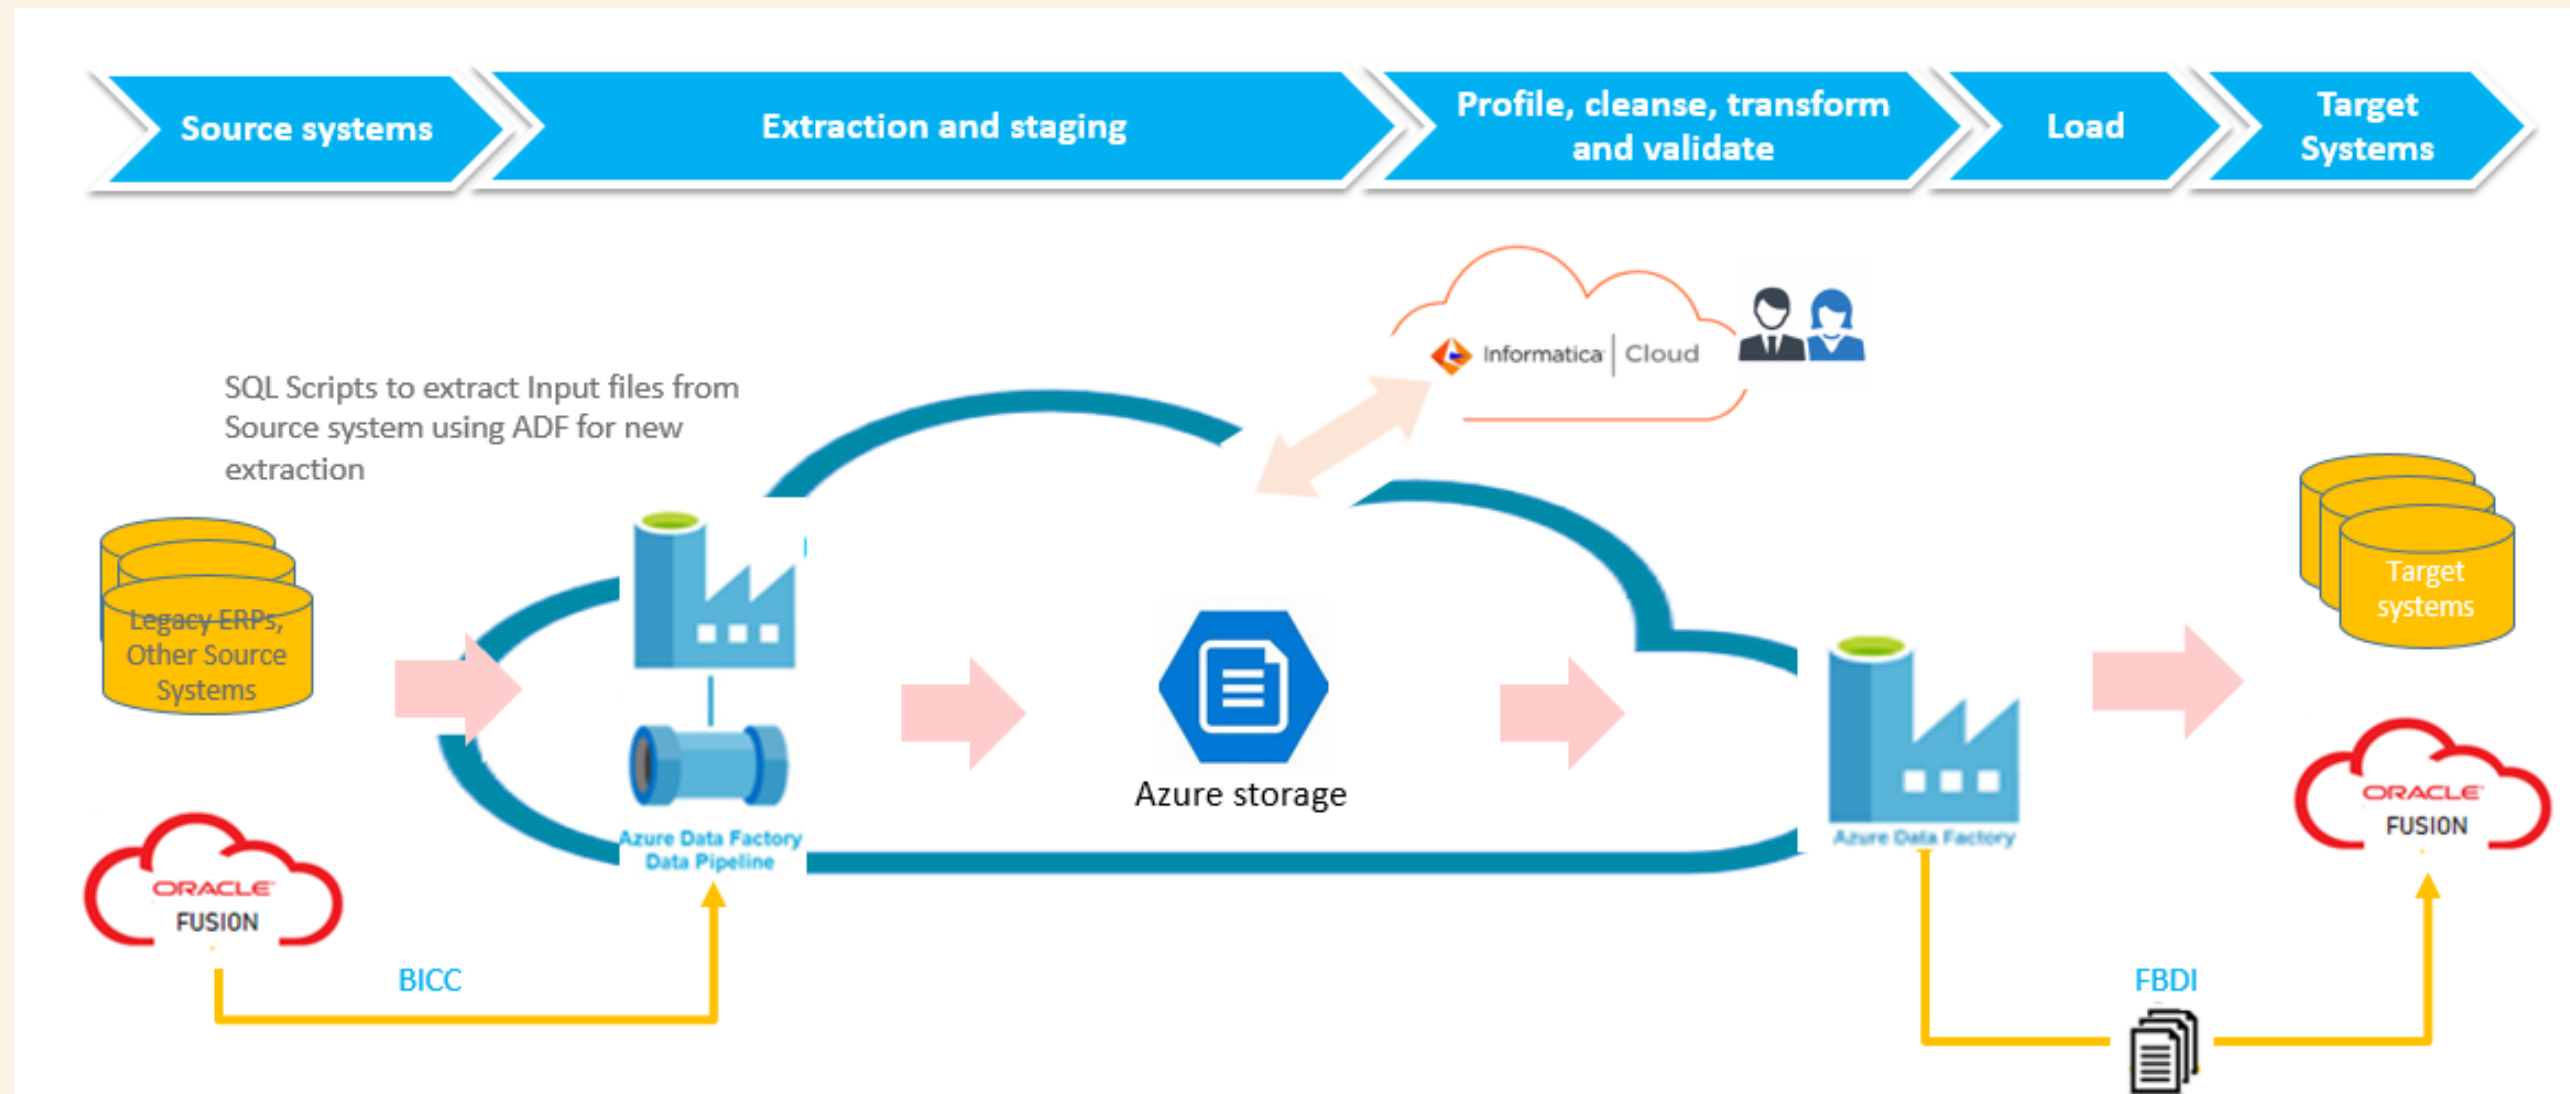 Source systems
Extraction and staging
Profile, cleanse, transform
and validate
Load
Target
Systems
Informatica | Cloud
SQL Scripts to extract Input files from
Source system using ADF for new
extraction
Legacy ERPs,
Other Source
Systems
Azure Data Factory
Data Pipeline
Azure storage
Azure Data Factory
Target
systems
ORACLE
FUSION
ORACLE
FUSION
BICC
FBDI